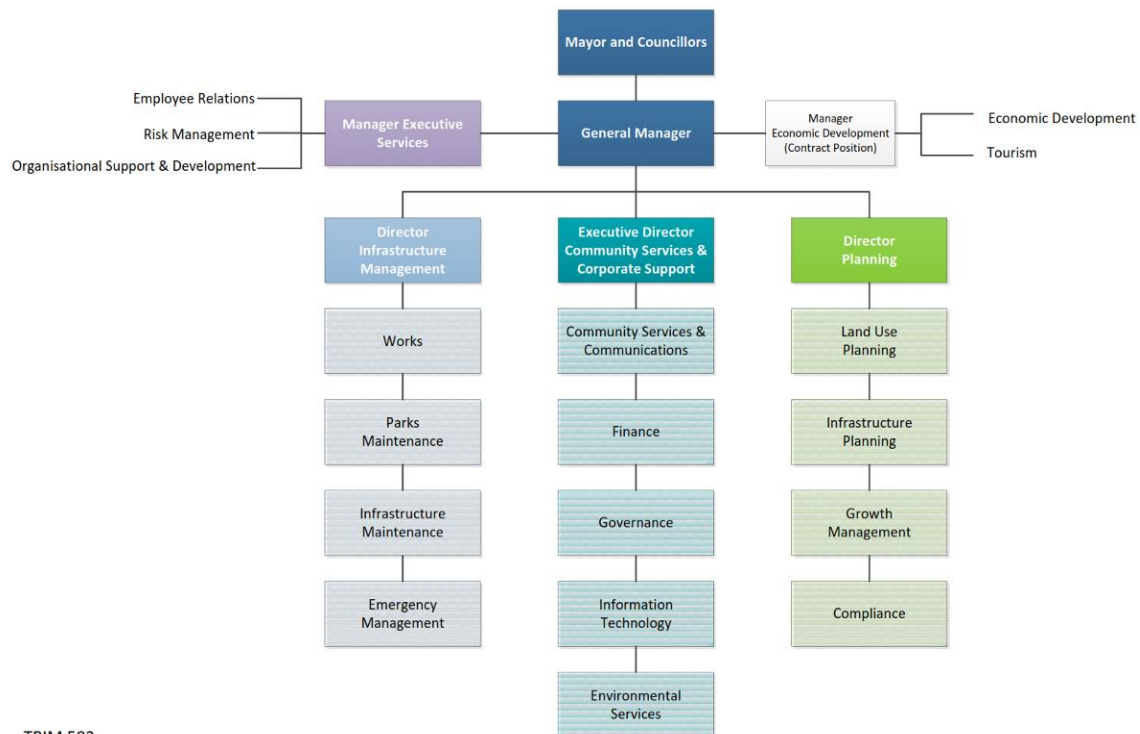 Mayor and Councillors
Employee Relations
Risk Management
Organisational Support & Development
Manager Executive
Services
General Manager
Manager
Economic Development
(Contract Position)
Economic Development
Tourism
Director
Infrastructure
Management
Works
Parks
Maintenance
Infrastructure
Maintenance
Emergency
Management
Executive Director
Community Services &
Corporate Support
Community Services &
Communications
Finance
Governance
Information
Technology
Environmental
Services
Director
Planning
Land Use
Planning
Infrastructure
Planning
Growth
Management
Compliance